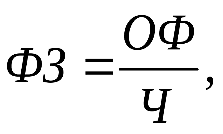 ФЗ = ОФ / Ч,